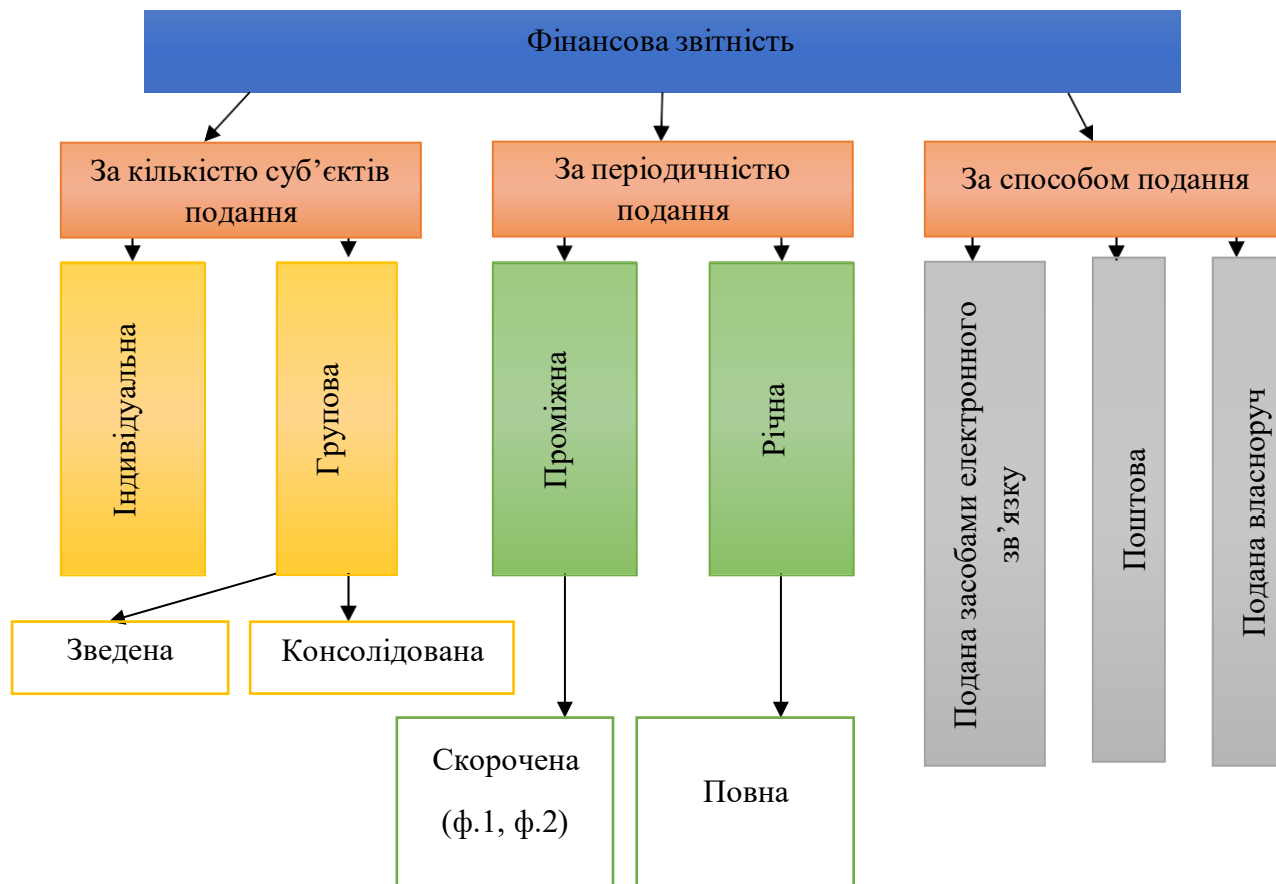 Фінансова звітність
За кількістю суб’єктів
подання
За періодичністю
подання
За способом подання
Індивідуальна
Групова
Проміжна
Річна
Подана засобами електронного
зв’язку
Поштова
Подана власноруч
Зведена
Консолідована
Скорочена
(ф.1, ф.2)
Повна